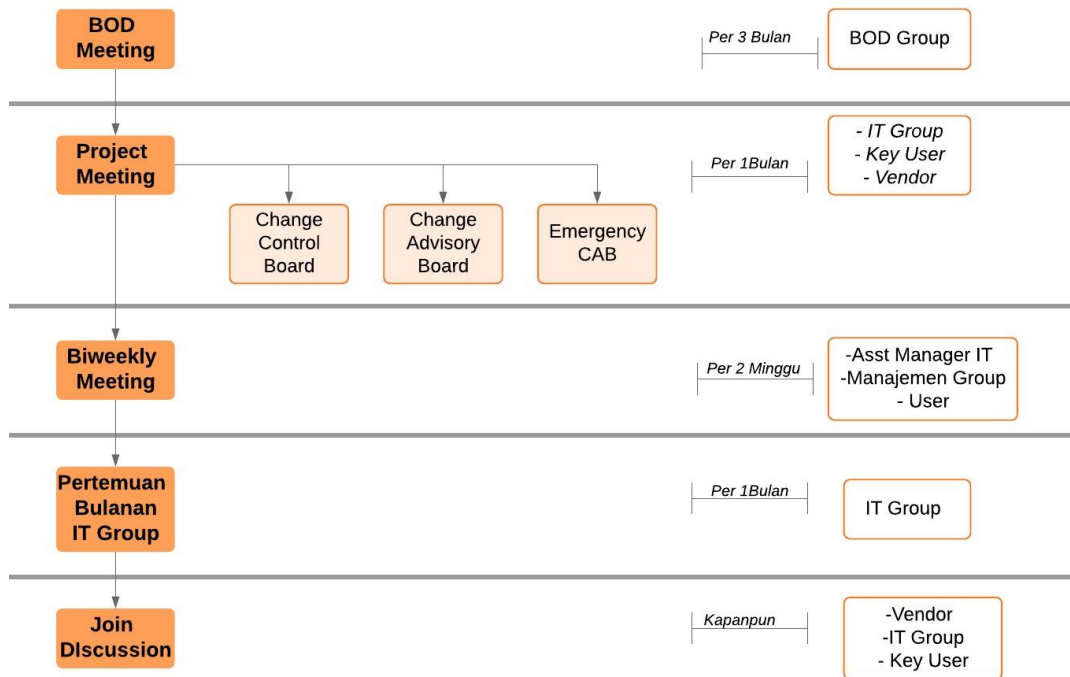 BOD
Meeting
Per 3 Bulan
BOD Group
Project
Meeting
Per 1Bulan
- IT Group
- Key User
- Vendor
Change
Control
Board
Change
Advisory
Board
Emergency
CAB
Biweekly
Meeting
Per 2 Minggu
-Asst Manager IT
-Manajemen Group
- User
Pertemuan
Bulanan
IT Group
Per 1Bulan
IT Group
Join
DIscussion
Kapanpun
-Vendor
-IT Group
- Key User